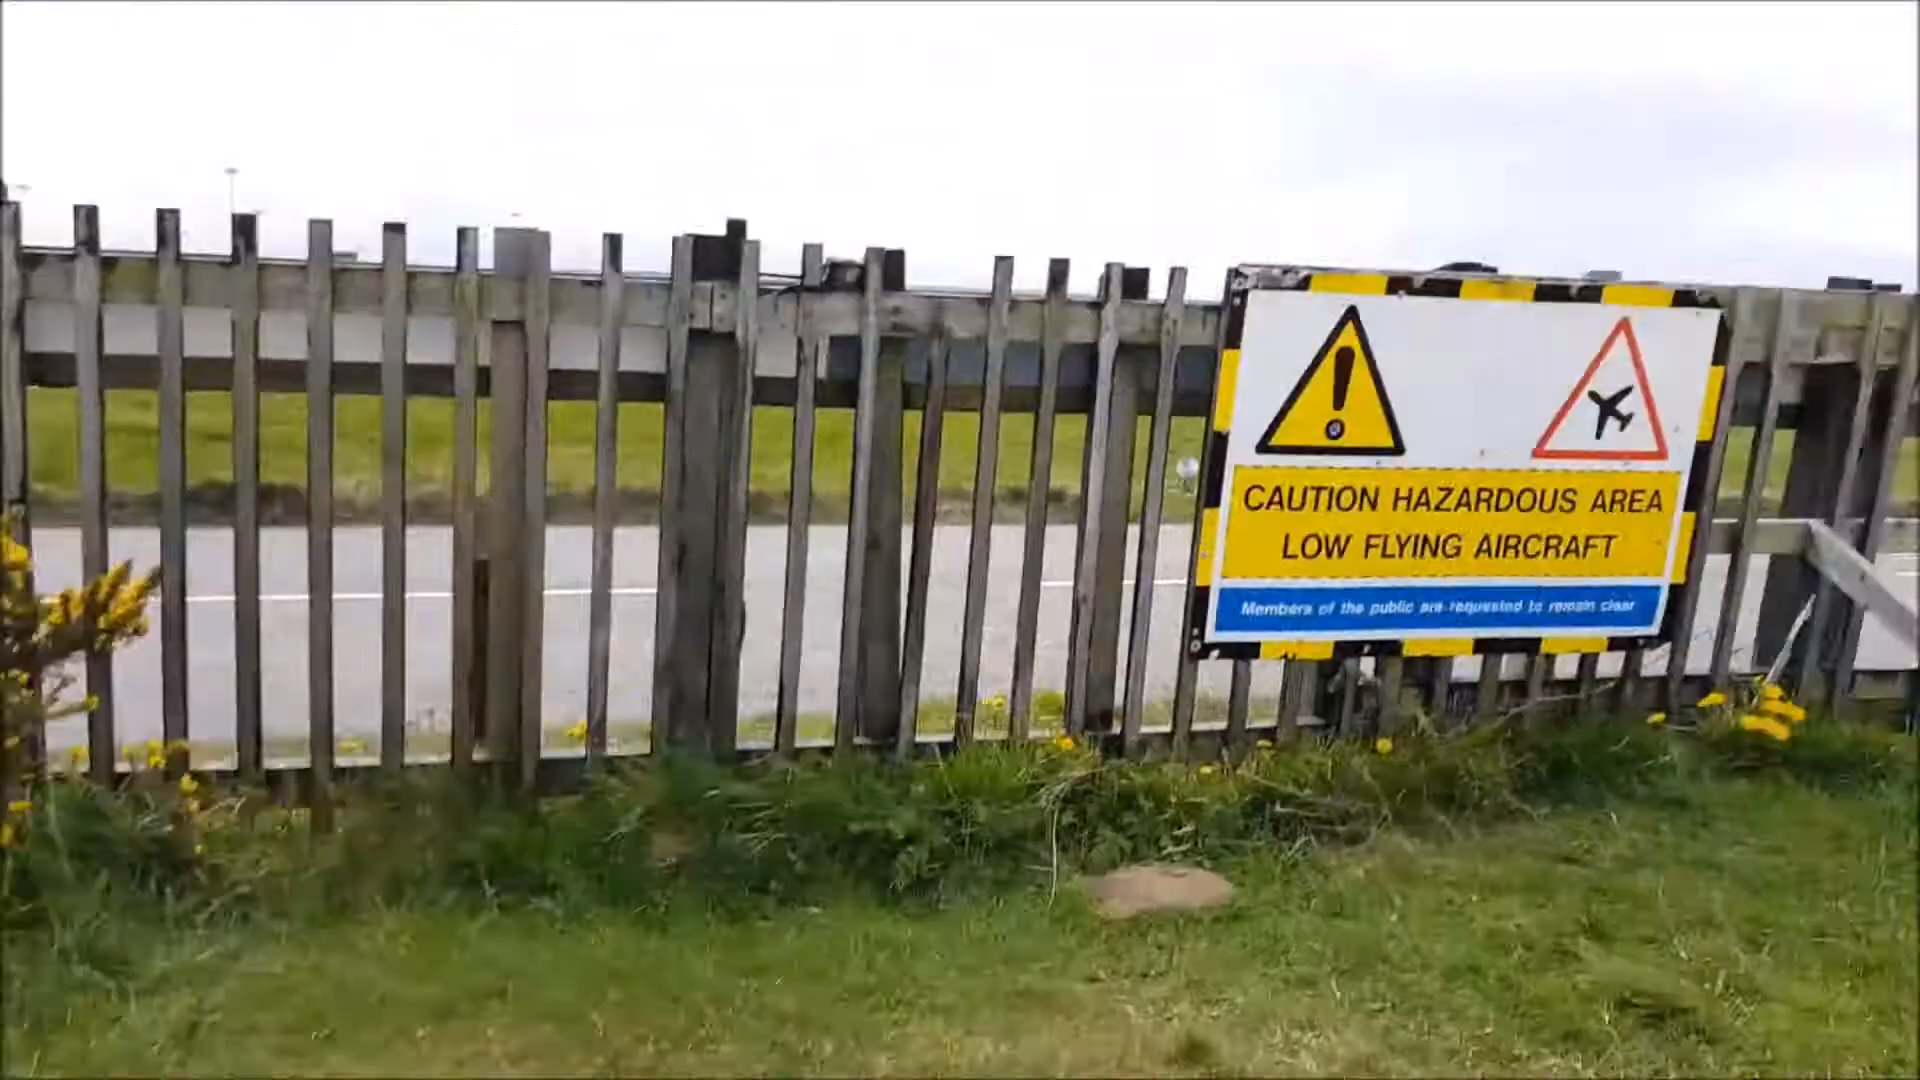 CAUTION HAZARDOUS AREA
LOW FLYING AIRCRAFT
Members of the public are requested to remain clear